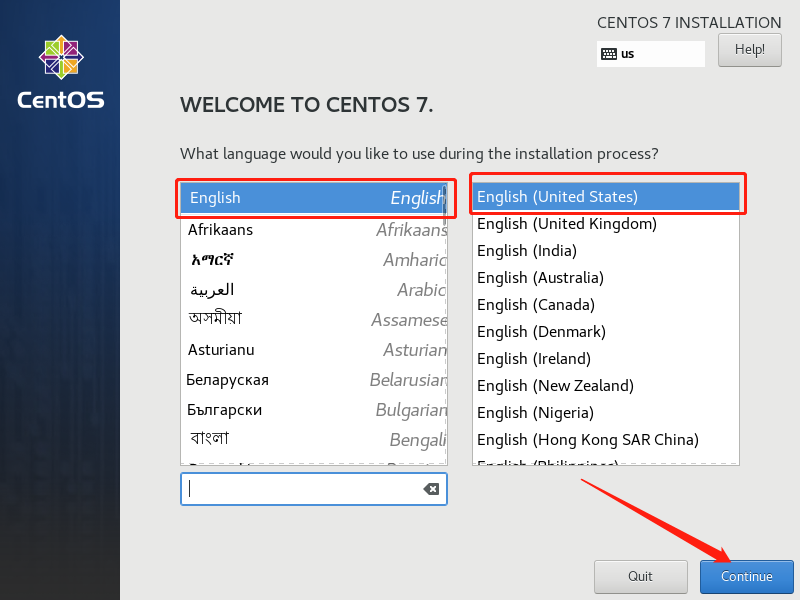 CENTOS 7 INSTALLATION
us
Help!
CentOS
WELCOME TO CENTOS 7.
What language would you like to use during the installation process?
English English
Afrikaans Afrikaans
አማርኛ Amharic
العربية Arabic
অসমীয়া Assamese
Asturianu Asturian
Беларуская Belarusian
Български Bulgarian
বাংলা Bengali
English (United States)
English (United Kingdom)
English (India)
English (Australia)
English (Canada)
English (Denmark)
English (Ireland)
English (New Zealand)
English (Nigeria)
English (Hong Kong SAR China)
English (Philippines)
Quit
Continue